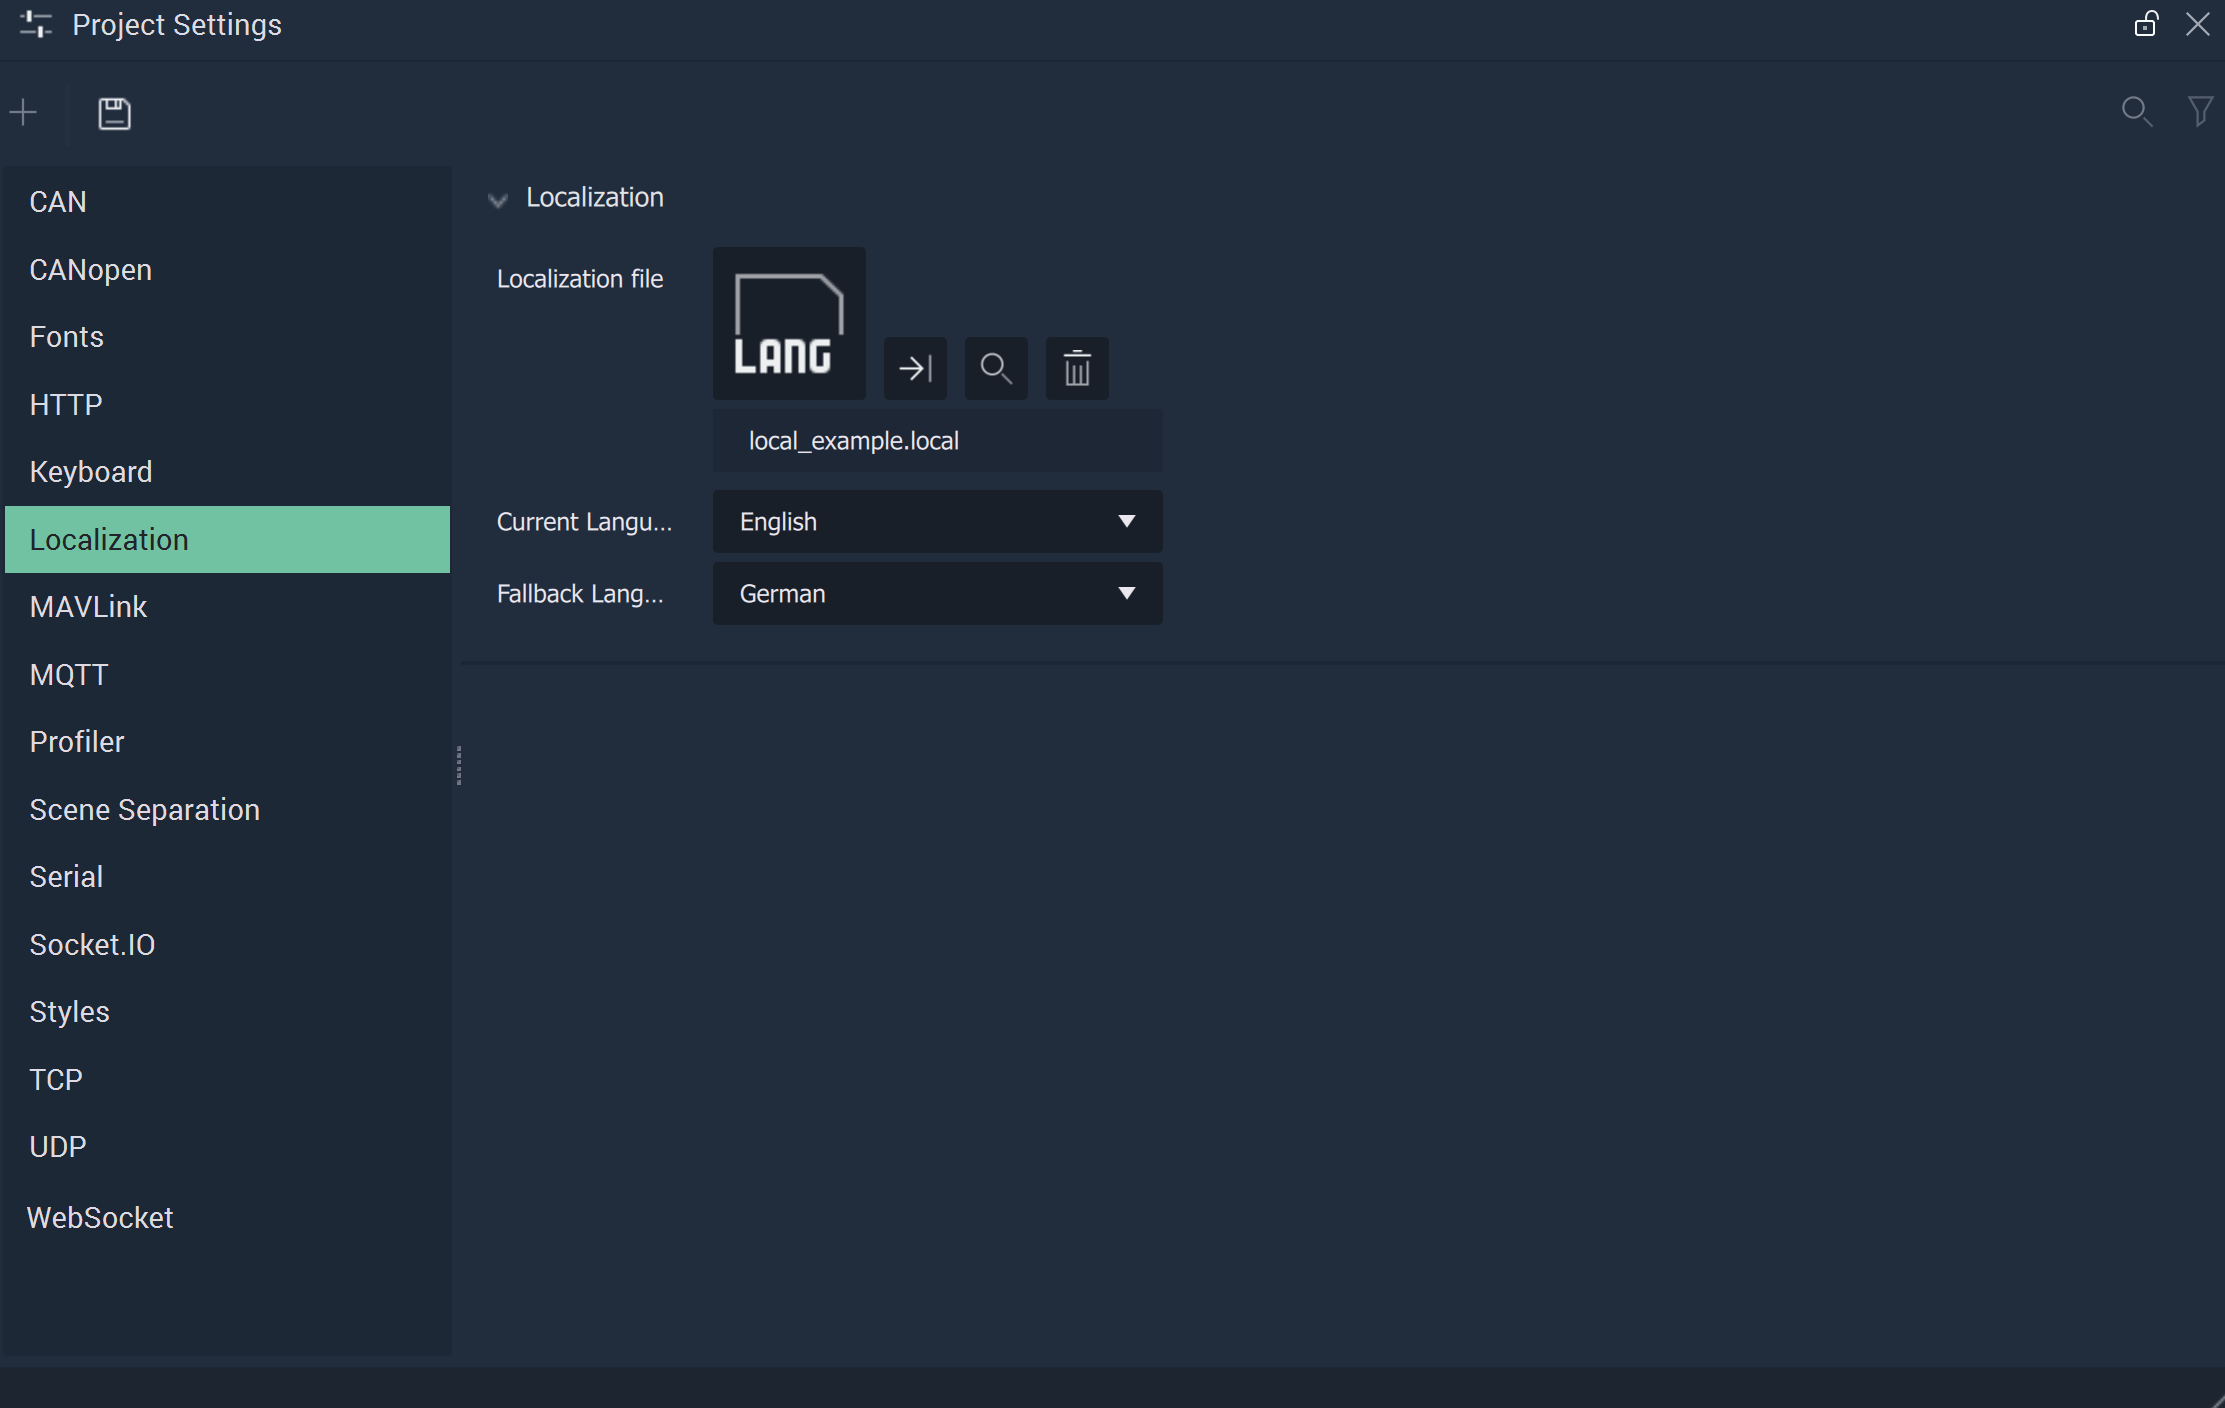 Project Settings
CAN
CANopen
Fonts
HTTP
Keyboard
Localization
MAVLink
MQTT
Profiler
Scene Separation
Serial
Socket.IO
Styles
TCP
UDP
WebSocket
Localization
Localization file
LANG
local_example.local
Current Langu...
English
Fallback Lang...
German